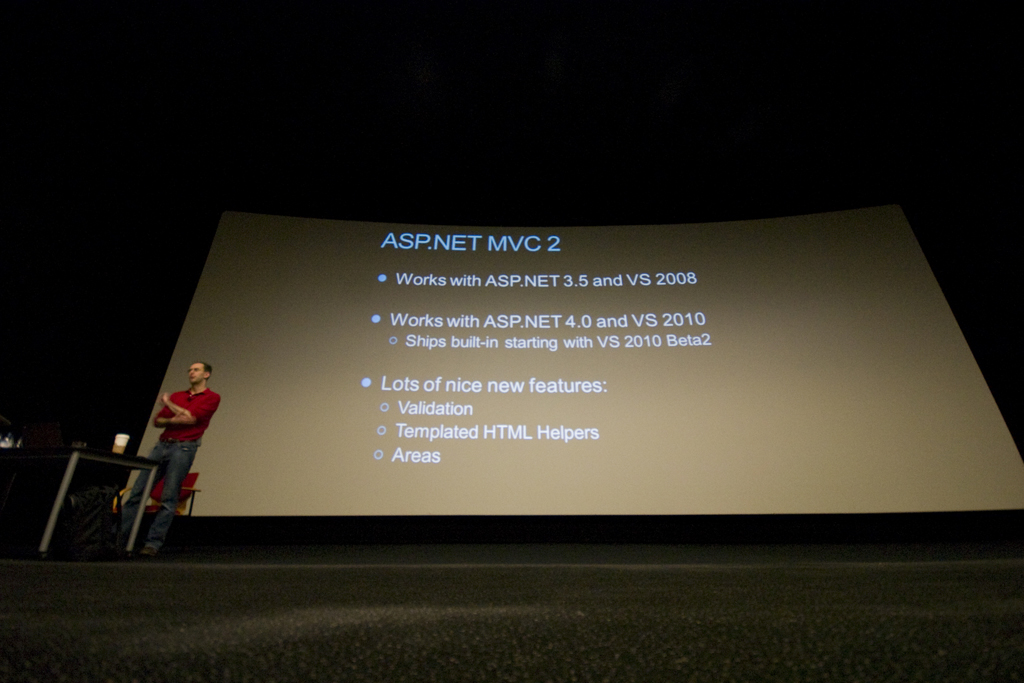 ASP.NET MVC 2
Works with ASP.NET 3.5 and VS 2008
Works with ASP.NET 4.0 and VS 2010
Ships built-in starting with VS 2010 Beta2
Lots of nice new features:
Validation
Templated HTML Helpers
Areas